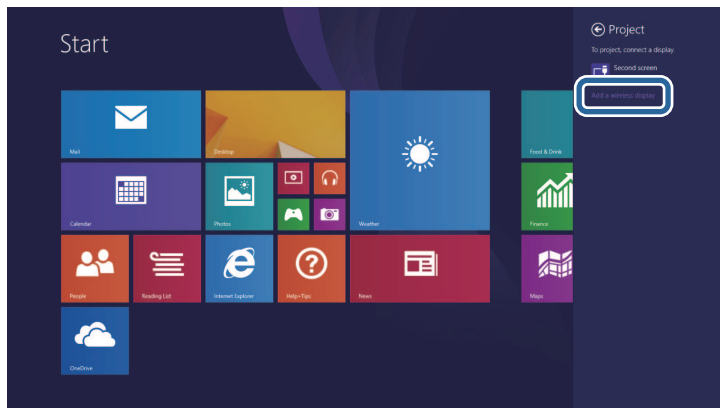 Start
Project
To project, connect a display
Second screen
Add a wireless display
Mail
Desktop
Food & Drink
Calendar
Photos
Weather
Finance
People
Reading List
Internet Explorer
Help+Tips
News
Maps
OneDrive